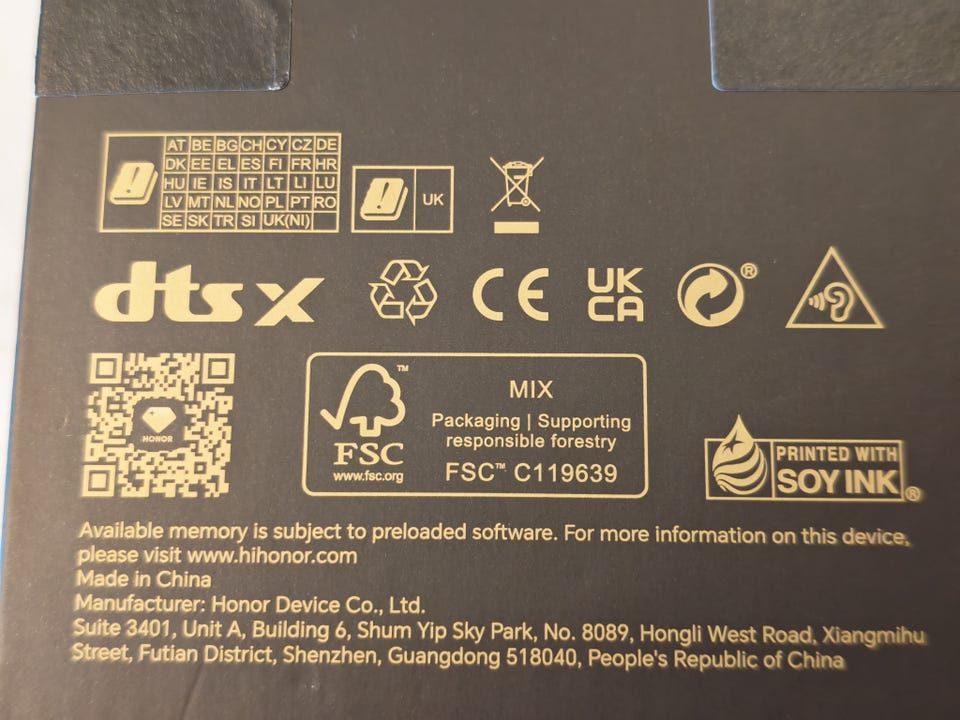 AT BE BG CH CY CZ DE
DK EE EL ES FI FR HR
HU IE IS IT LT LI LU
LV MT NL NO PL PT RO
SE SK TR SI UK(NI)
UK
dts x
CE
UK
CA
®
HONOR
FSC
™
www.fsc.org
MIX
Packaging | Supporting
responsible forestry
FSC™ C119639
PRINTED WITH
SOY INK®
Available memory is subject to preloaded software. For more information on this device,
please visit www.hihonor.com
Made in China
Manufacturer: Honor Device Co., Ltd.
Suite 3401, Unit A, Building 6, Shum Yip Sky Park, No. 8089, Hongli West Road, Xiangmihu
Street, Futian District, Shenzhen, Guangdong 518040, People's Republic of China